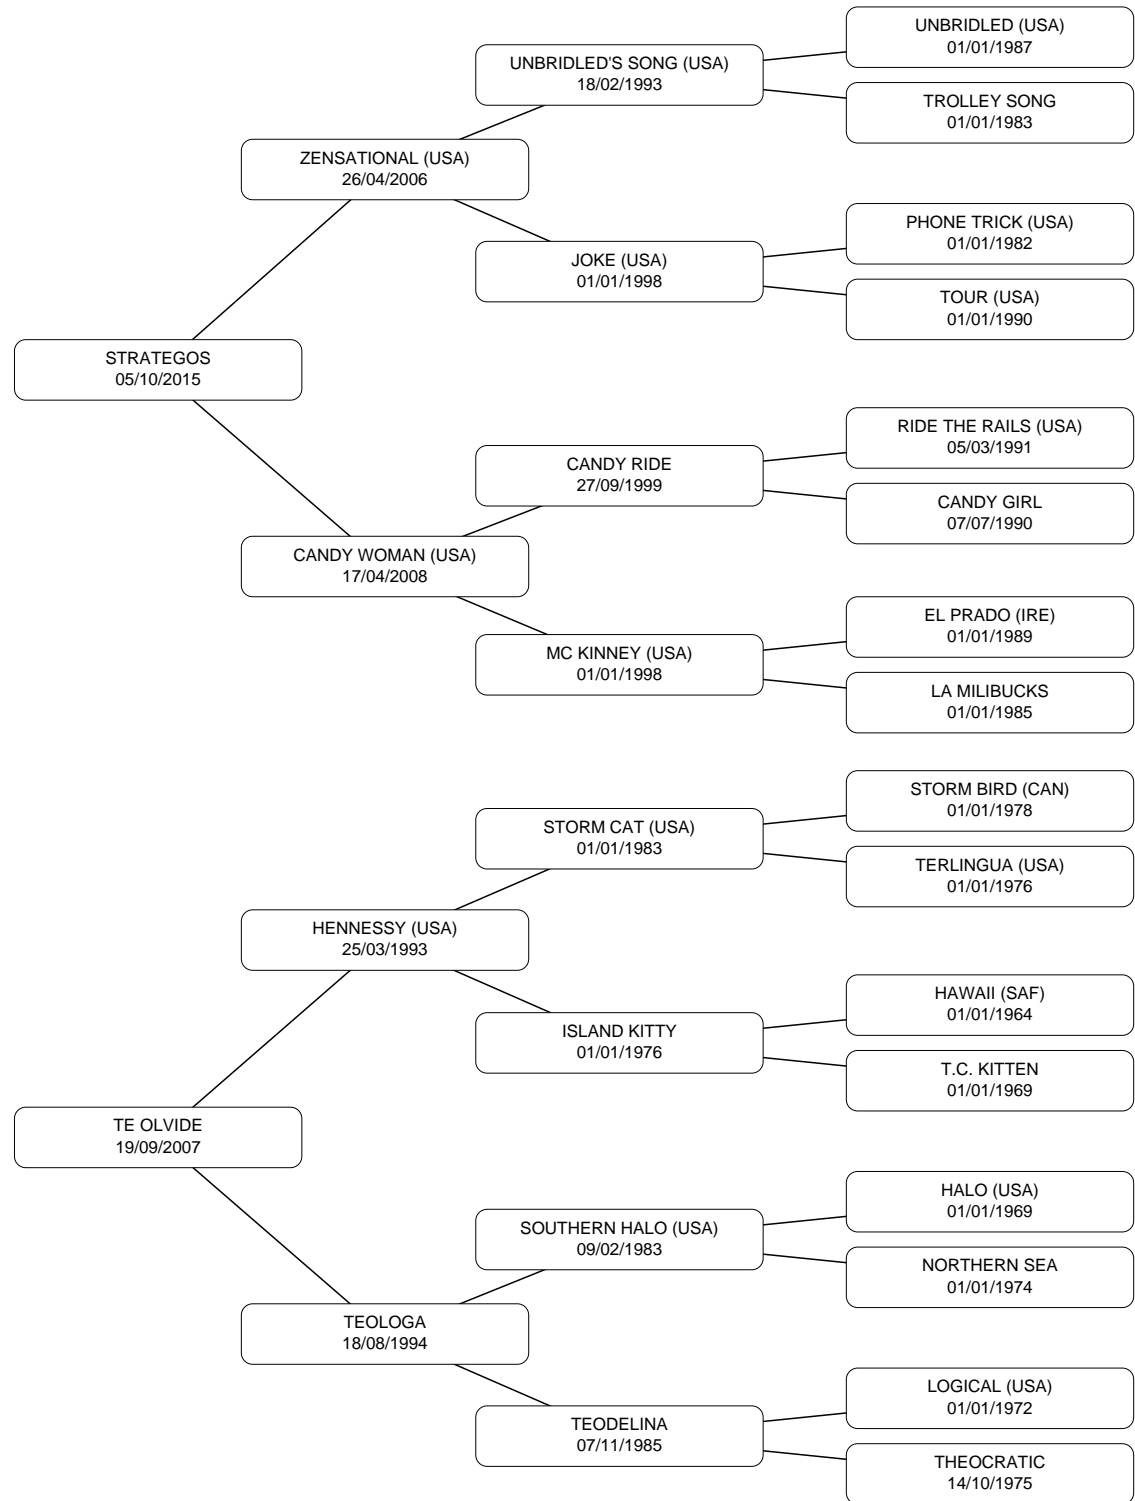 UNBRIDLED (USA)
01/01/1987
UNBRIDLED'S SONG (USA)
18/02/1993
TROLLEY SONG
01/01/1983
ZENSATIONAL (USA)
26/04/2006
PHONE TRICK (USA)
01/01/1982
JOKE (USA)
01/01/1998
TOUR (USA)
01/01/1990
STRATEGOS
05/10/2015
RIDE THE RAILS (USA)
05/03/1991
CANDY RIDE
27/09/1999
CANDY GIRL
07/07/1990
CANDY WOMAN (USA)
17/04/2008
EL PRADO (IRE)
01/01/1989
MC KINNEY (USA)
01/01/1998
LA MILIBUCKS
01/01/1985
STORM BIRD (CAN)
01/01/1978
STORM CAT (USA)
01/01/1983
TERLINGUA (USA)
01/01/1976
HENNESSY (USA)
25/03/1993
HAWAII (SAF)
01/01/1964
ISLAND KITTY
01/01/1976
T.C. KITTEN
01/01/1969
TE OLVIDE
19/09/2007
HALO (USA)
01/01/1969
SOUTHERN HALO (USA)
09/02/1983
NORTHERN SEA
01/01/1974
TEOLOGA
18/08/1994
LOGICAL (USA)
01/01/1972
TEODELINA
07/11/1985
THEOCRATIC
14/10/1975